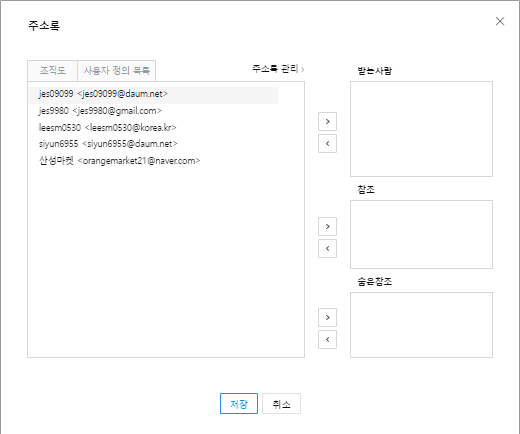 주소록
조직도 사용자 정의 목록 주소록 관리 >
jes09099 <jes09099@daum.net>
jes9980 <jes9980@gmail.com>
leesm0530 <leesm0530@korea.kr>
siyun6955 <siyun6955@daum.net>
산성마켓 <orangemarket21@naver.com>
받는사람
>
<
참조
>
<
숨은참조
>
<
저장 취소